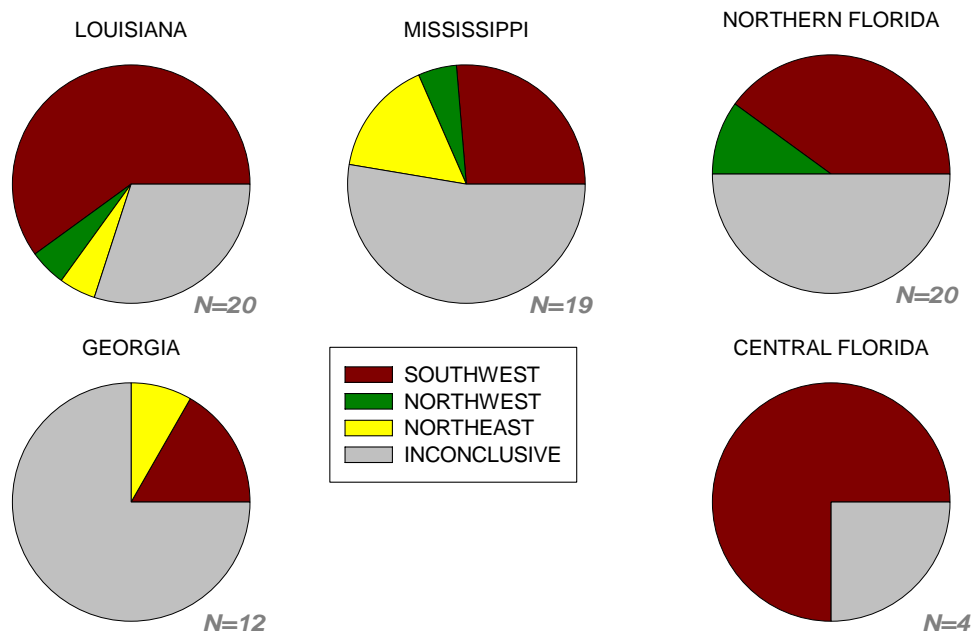 LOUISIANA
MISSISSIPPI
NORTHERN FLORIDA
N=20
N=19
N=20
GEORGIA
CENTRAL FLORIDA
SOUTHWEST
NORTHWEST
NORTHEAST
INCONCLUSIVE
N=12
N=4